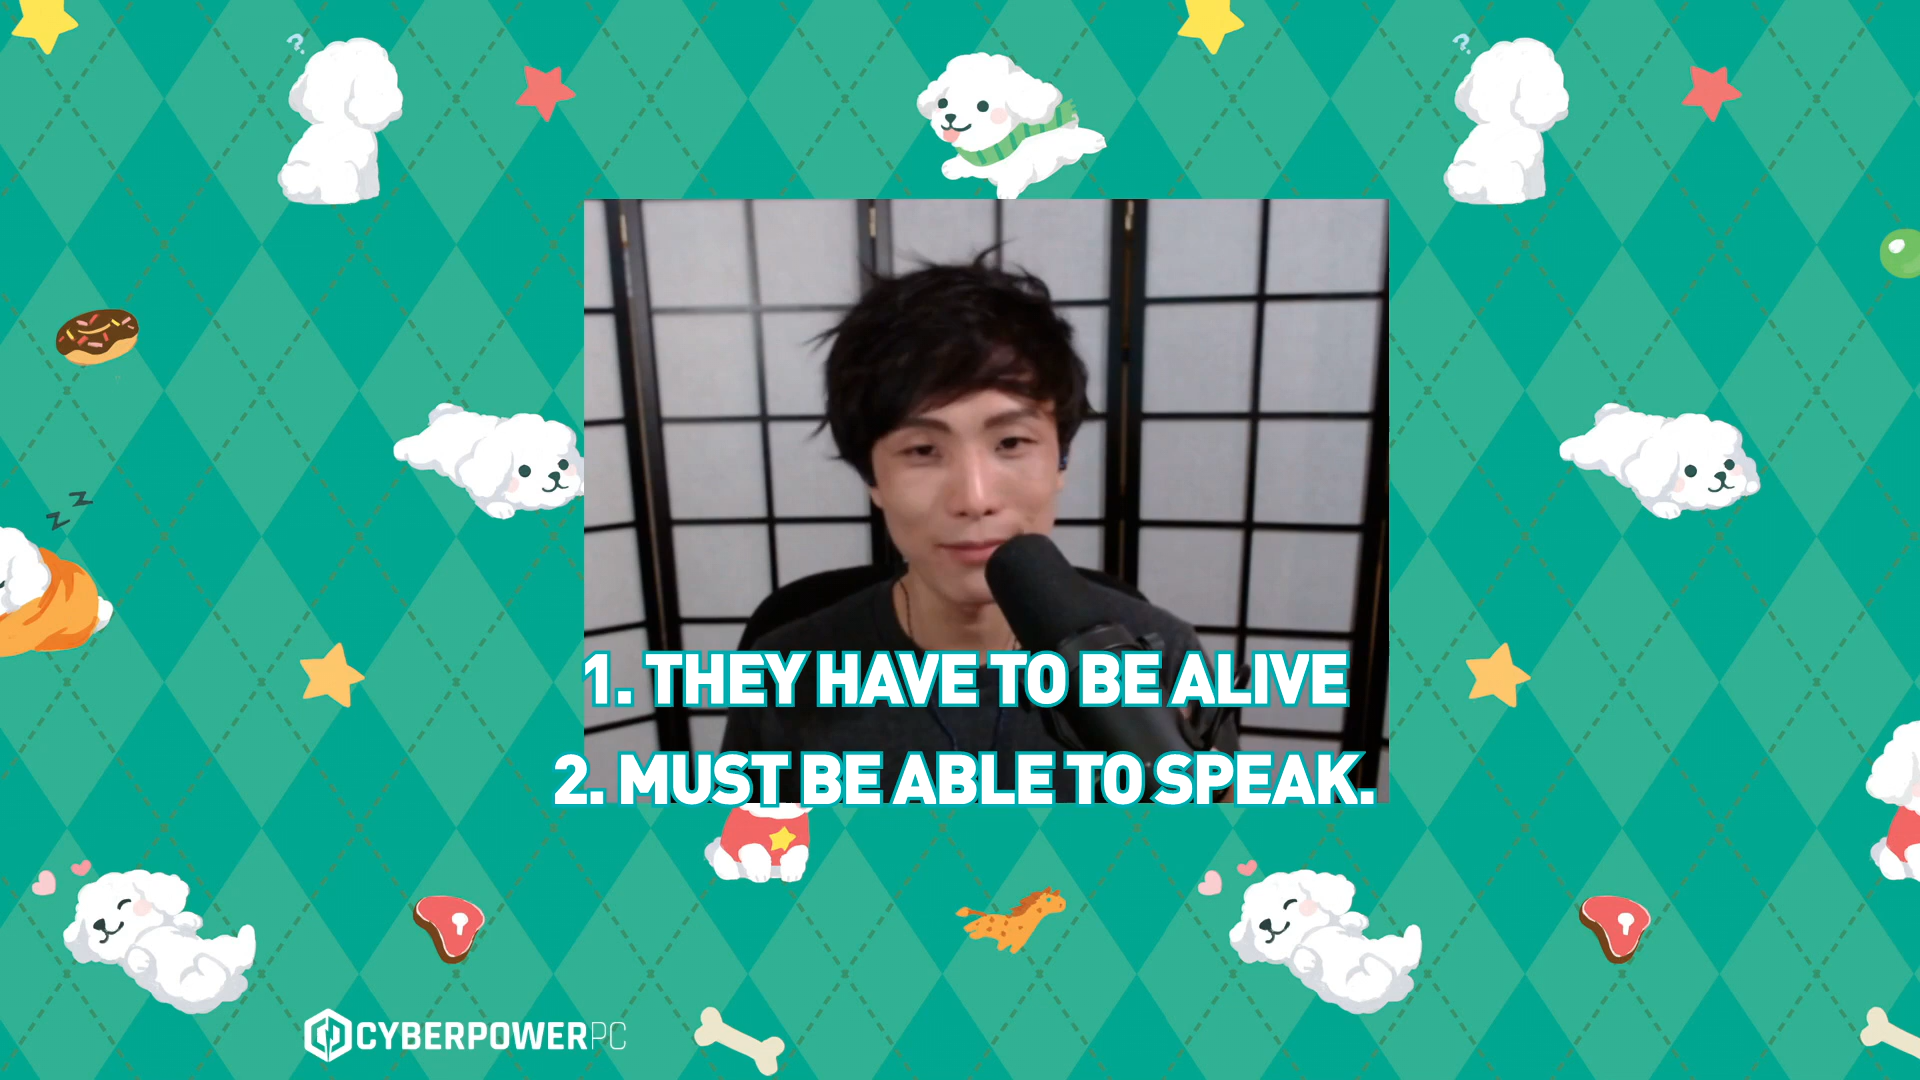 ?
?
z
z
1. THEY HAVE TO BE ALIVE
2. MUST BE ABLE TO SPEAK.
CYBERPOWERPC